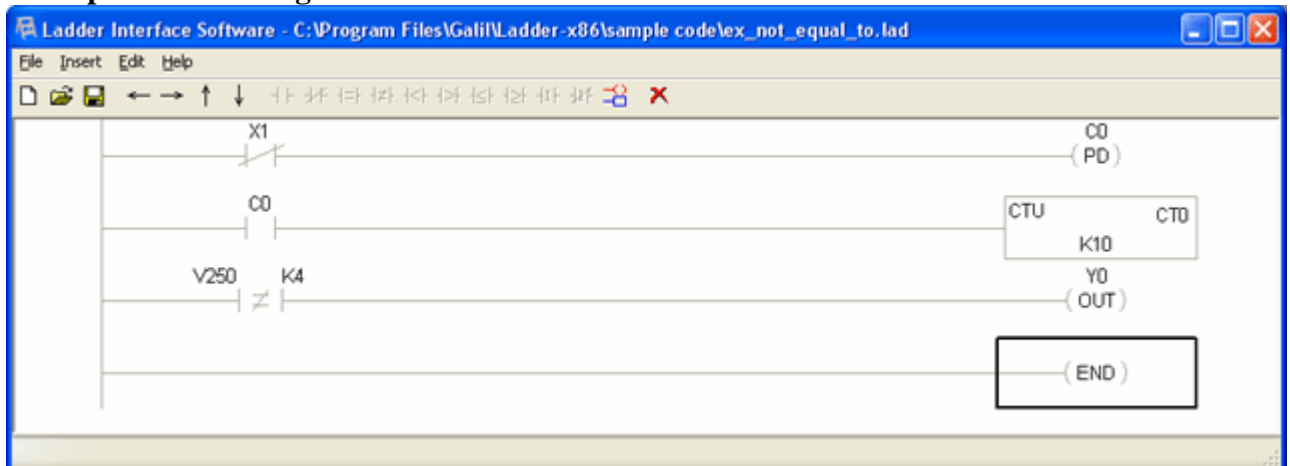 Ladder Interface Software - C:\Program Files\Galil\Ladder-x86\sample code\ex_not_equal_to.lad
File Insert Edit Help
X1 C0
( PD )
C0 CTU CT0
K10
V250 ≠ K4 Y0
( OUT )
( END )